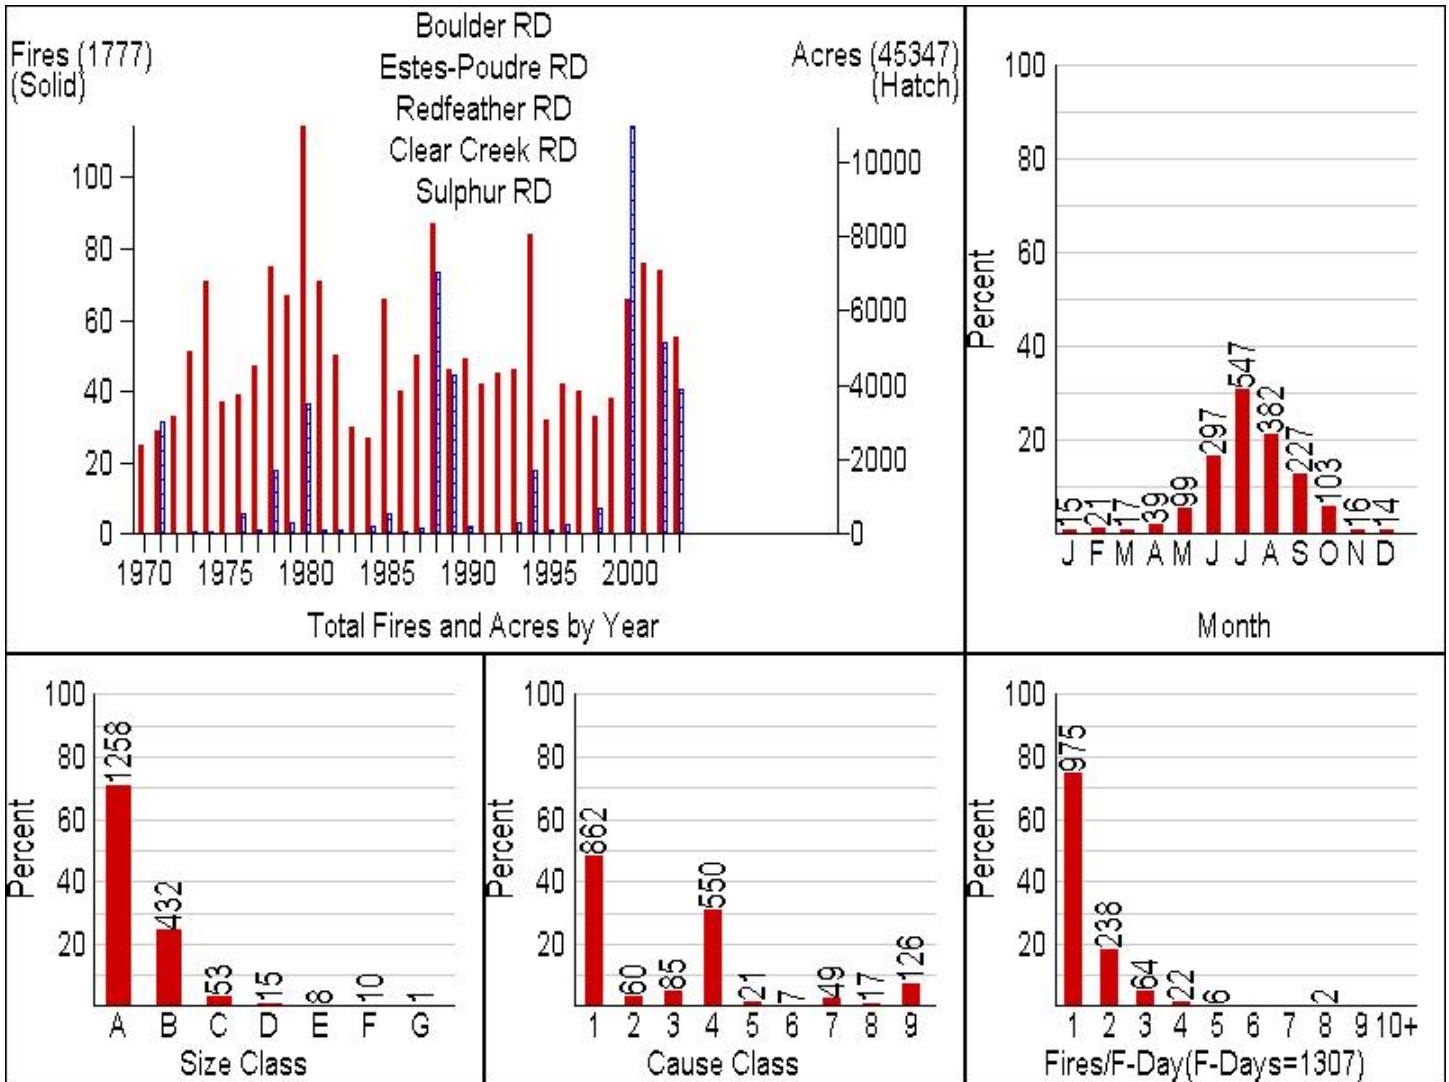 Fires (1777)
(Solid)
Boulder RD
Estes-Poudre RD
Redfeather RD
Clear Creek RD
Sulphur RD
Acres (45347)
(Hatch)
100
80
60
40
20
0
10000
8000
6000
4000
2000
0
1970 1975 1980 1985 1990 1995 2000
Total Fires and Acres by Year
Percent
100
80
60
40
20
15 21 17 39 99 297 547 382 227 103 16 14
J F M A M J J A S O N D
Month
Percent
100
80
60
40
20
1258 432 53 15 8 10 1
A B C D E F G
Size Class
Percent
100
80
60
40
20
862 60 85 550 21 7 49 17 126
1 2 3 4 5 6 7 8 9
Cause Class
Percent
100
80
60
40
20
975 238 64 22 6 2
1 2 3 4 5 6 7 8 9 10+
Fires/F-Day(F-Days=1307)